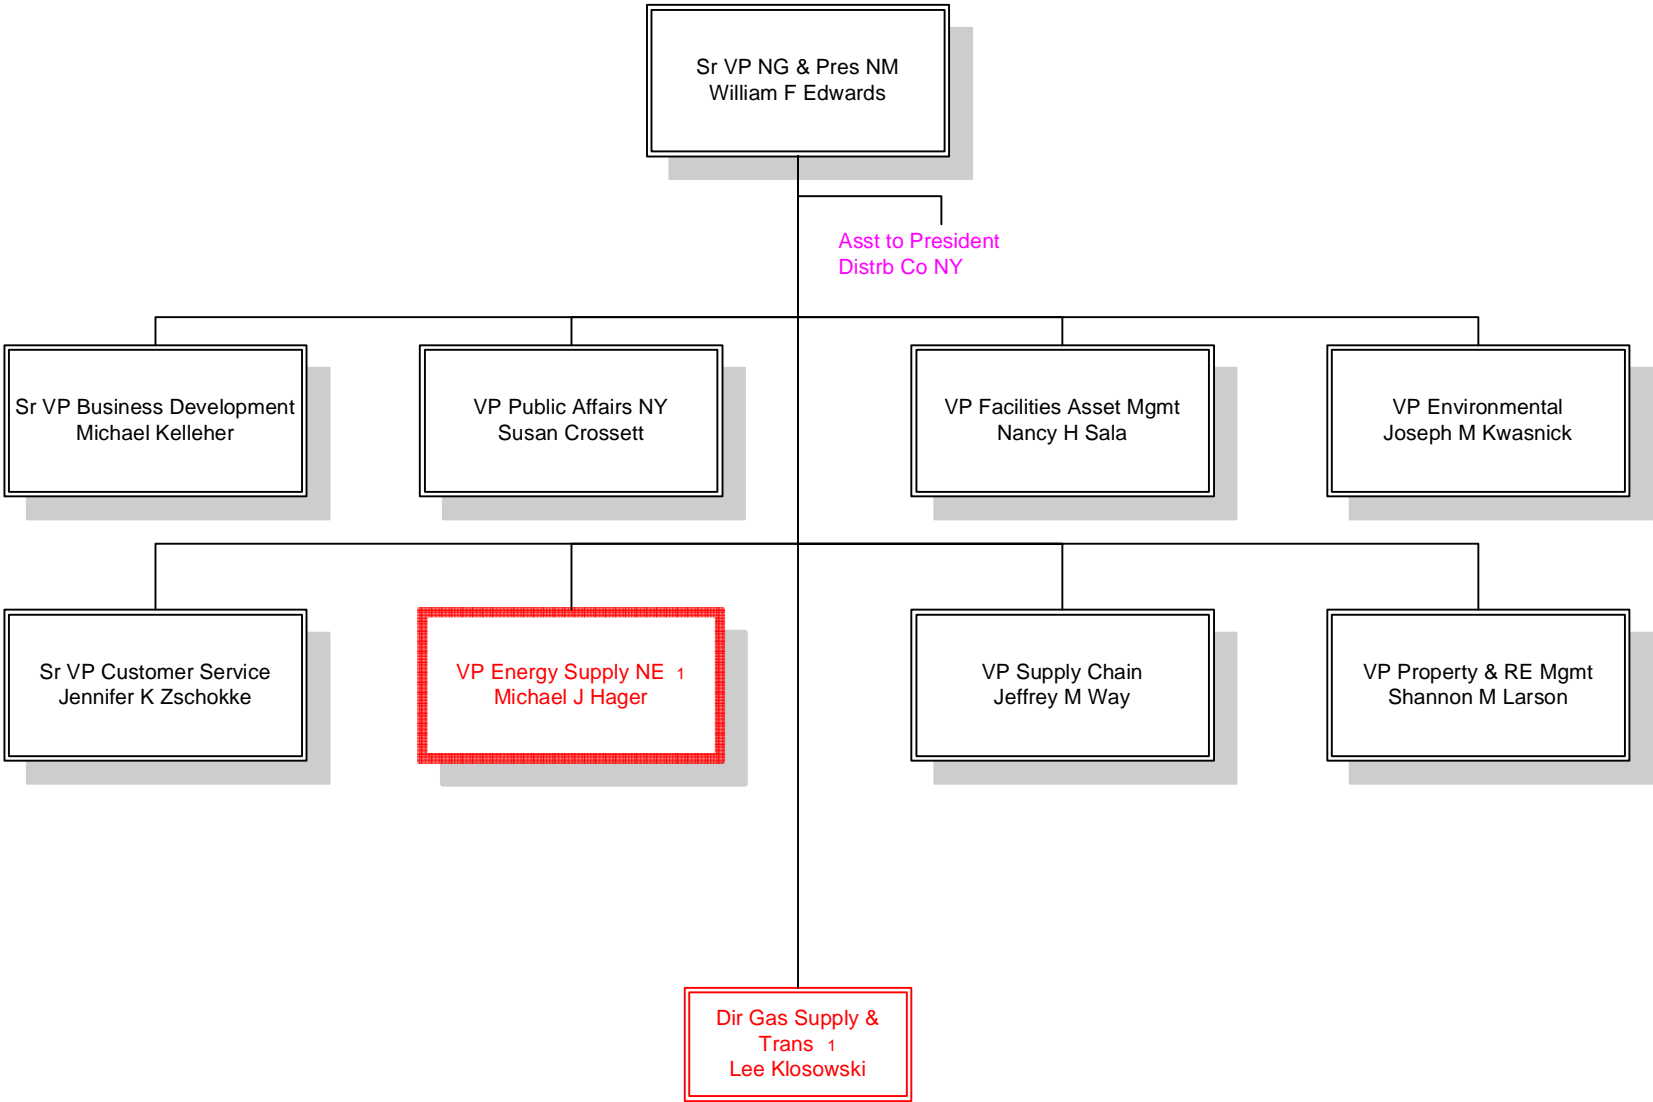 Sr VP NG & Pres NM
William F Edwards
Asst to President
Distrb Co NY
Sr VP Business Development
Michael Kelleher
VP Public Affairs NY
Susan Crossett
VP Facilities Asset Mgmt
Nancy H Sala
VP Environmental
Joseph M Kwasnick
Sr VP Customer Service
Jennifer K Zschokke
VP Energy Supply NE 1
Michael J Hager
VP Supply Chain
Jeffrey M Way
VP Property & RE Mgmt
Shannon M Larson
Dir Gas Supply &
Trans 1
Lee Klosowski